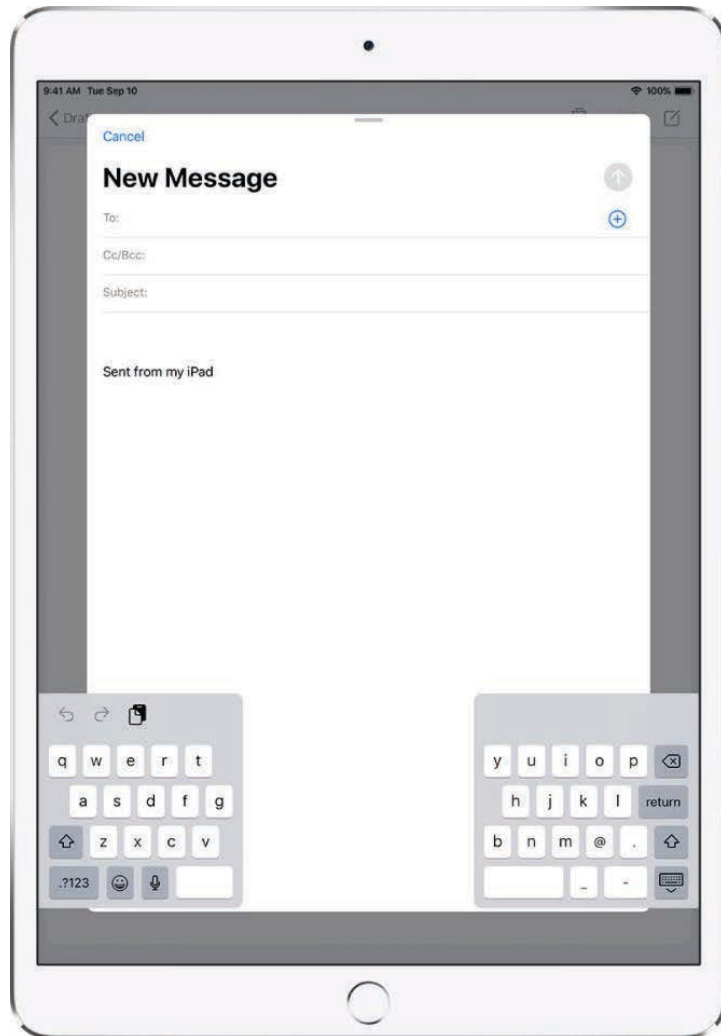 9:41 AM Tue Sep 10
100%
Draf
Cancel
New Message
To:
Cc/Bcc:
Subject:
Sent from my iPad
q w e r t
y u i o p
a s d f g
h j k l return
z x c v
b n m @ .
.?123
_ -